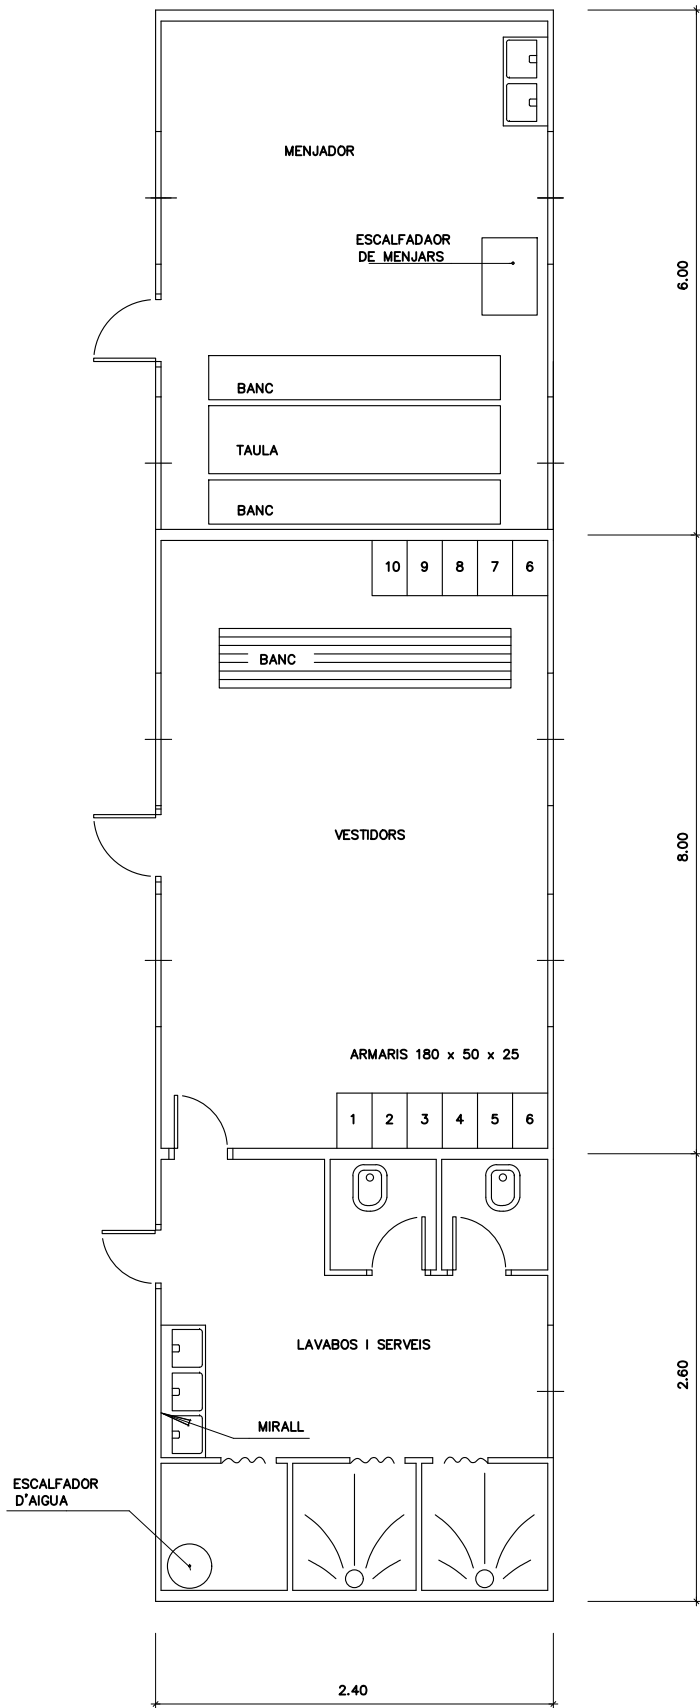 MENJADOR
ESCALFADAOR
DE MENJARS
6.00
BANC
TAULA
BANC
10 9 8 7 6
BANC
VESTIDORS
8.00
ARMARIS 180 x 50 x 25
1 2 3 4 5 6
LAVABOS I SERVEIS
2.60
MIRALL
ESCALFADOR
D'AIGUA
2.40